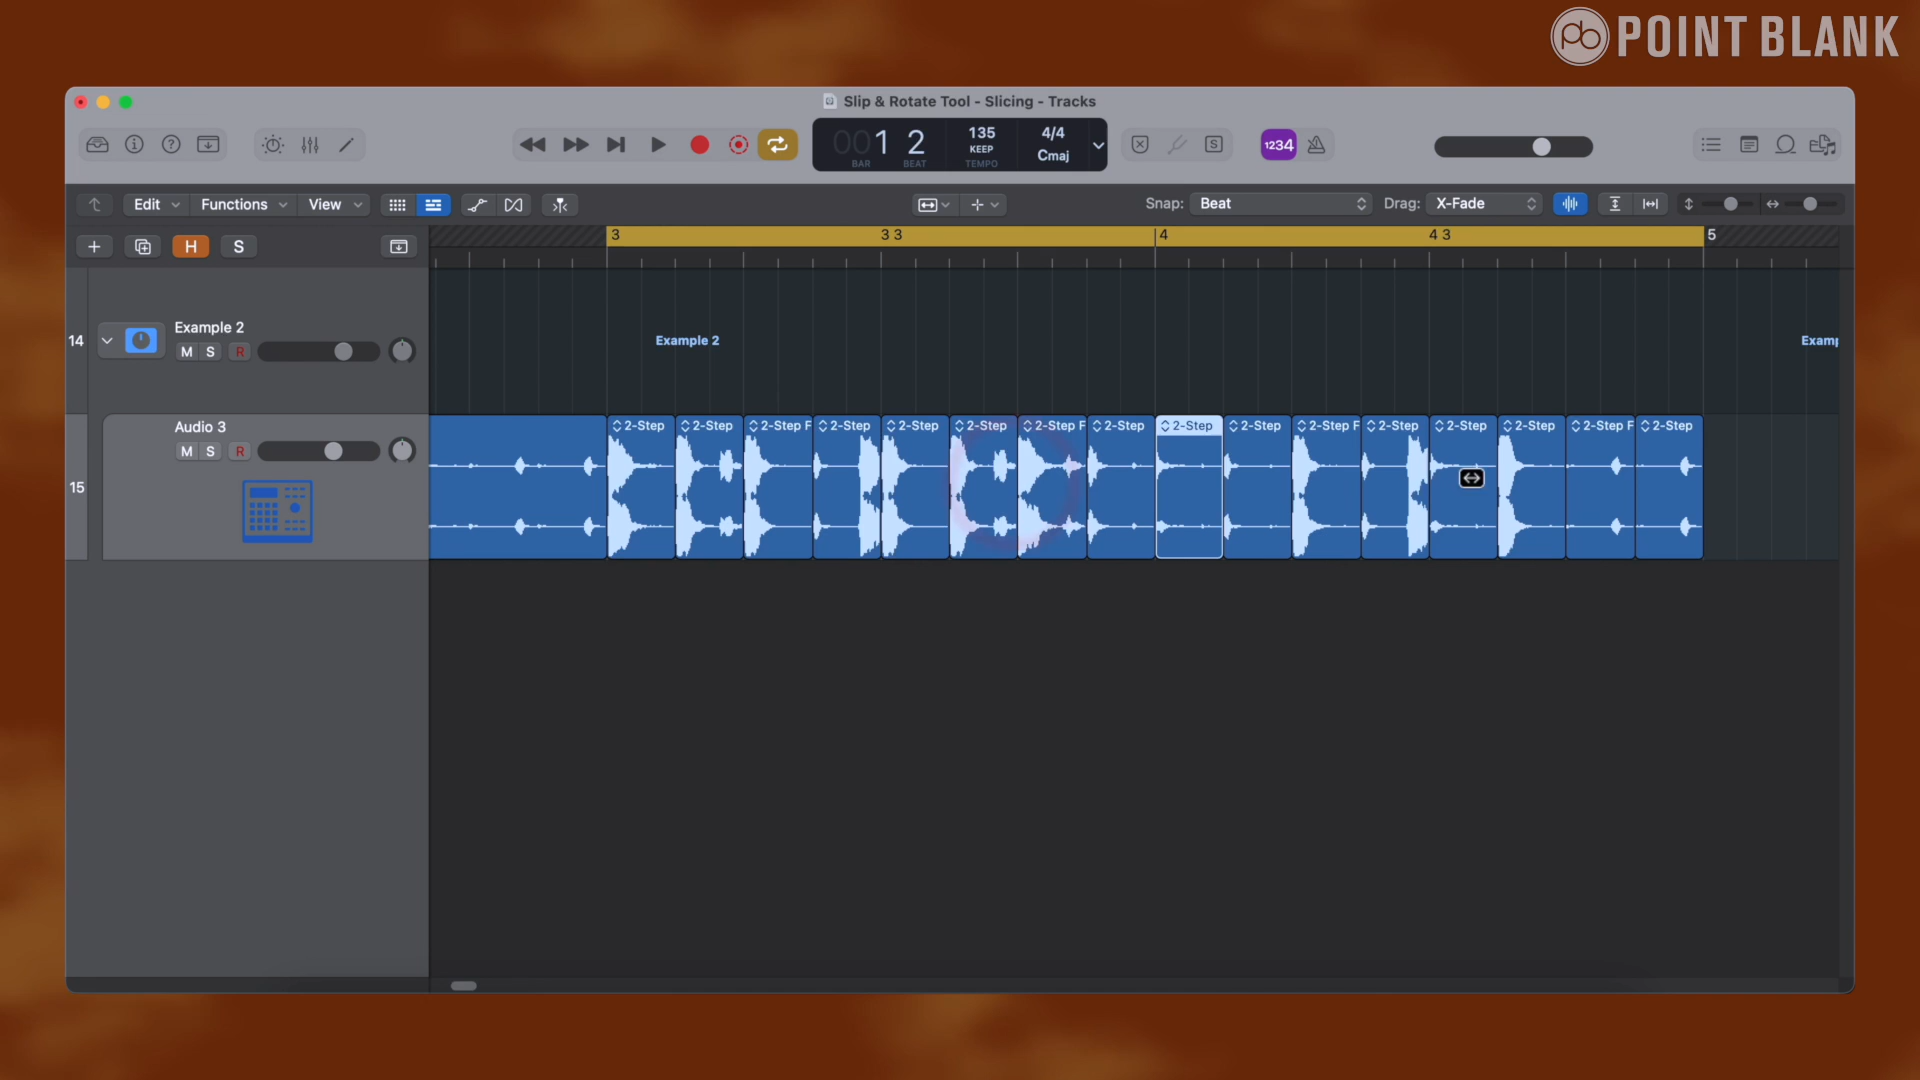 pb POINT BLANK
Slip & Rotate Tool - Slicing - Tracks
001 2 135 4/4
KEEP Cmaj
BAR BEAT TEMPO
S
1234
Edit Functions View
Snap: Beat Drag: X-Fade
H S
3 3 3 4 4 3 5
14 Example 2
M S R
Example 2 Examp
15 Audio 3
M S R
2-Step 2-Step 2-Step F 2-Step 2-Step 2-Step 2-Step F 2-Step 2-Step 2-Step 2-Step F 2-Step 2-Step 2-Step 2-Step F 2-Step